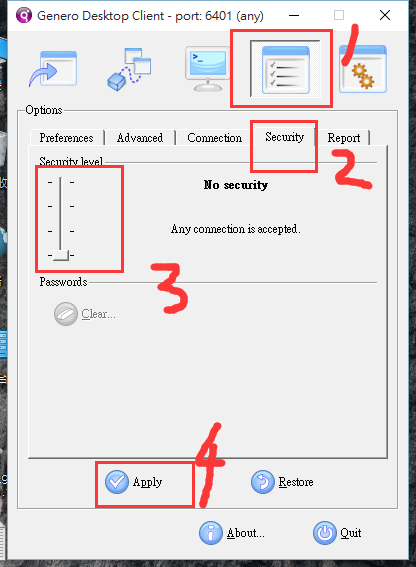 Genero Desktop Client - port: 6401 (any)
1
Options
Preferences Advanced Connection Security Report
2
Security level
No security
Any connection is accepted.
3
Passwords
Clear...
4
Apply Restore
About... Quit